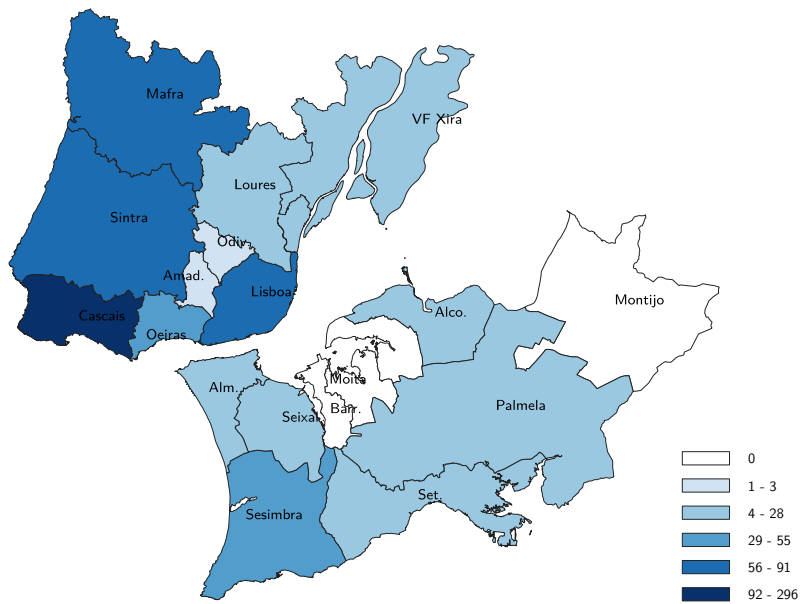 Mafra
VF Xira
Loures
Sintra
Odiv.
Amad.
Lisboa
Montijo
Cascais
Alco.
Oeiras
Moita
Alm.
Palmela
Barr.
Seixal
0
1 - 3
Set.
4 - 28
Sesimbra
29 - 55
56 - 91
92 - 296